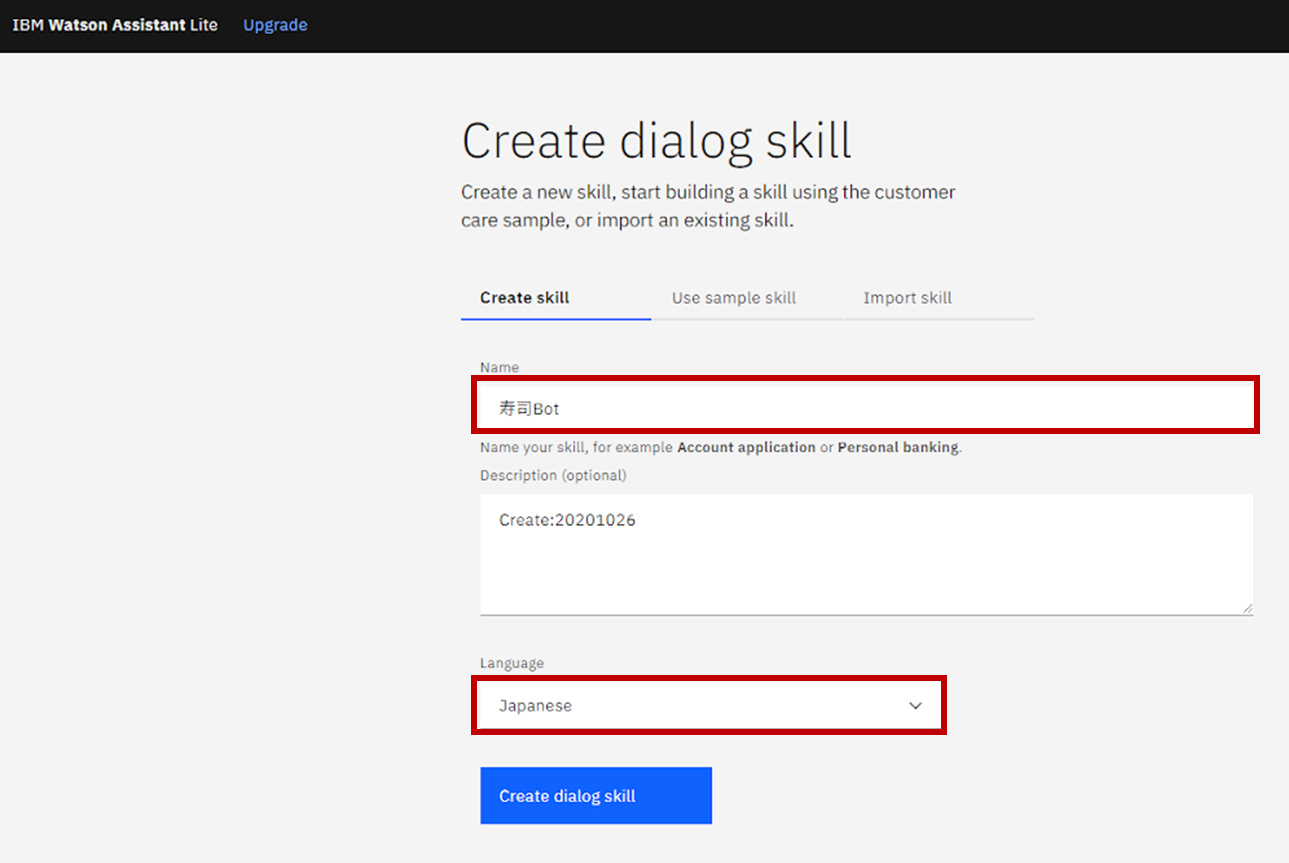 IBM Watson Assistant Lite Upgrade
Create dialog skill
Create a new skill, start building a skill using the customer
care sample, or import an existing skill.
Create skill Use sample skill Import skill
Name
寿司Bot
Name your skill, for example Account application or Personal banking.
Description (optional)
Create:20201026
Language
Japanese
Create dialog skill